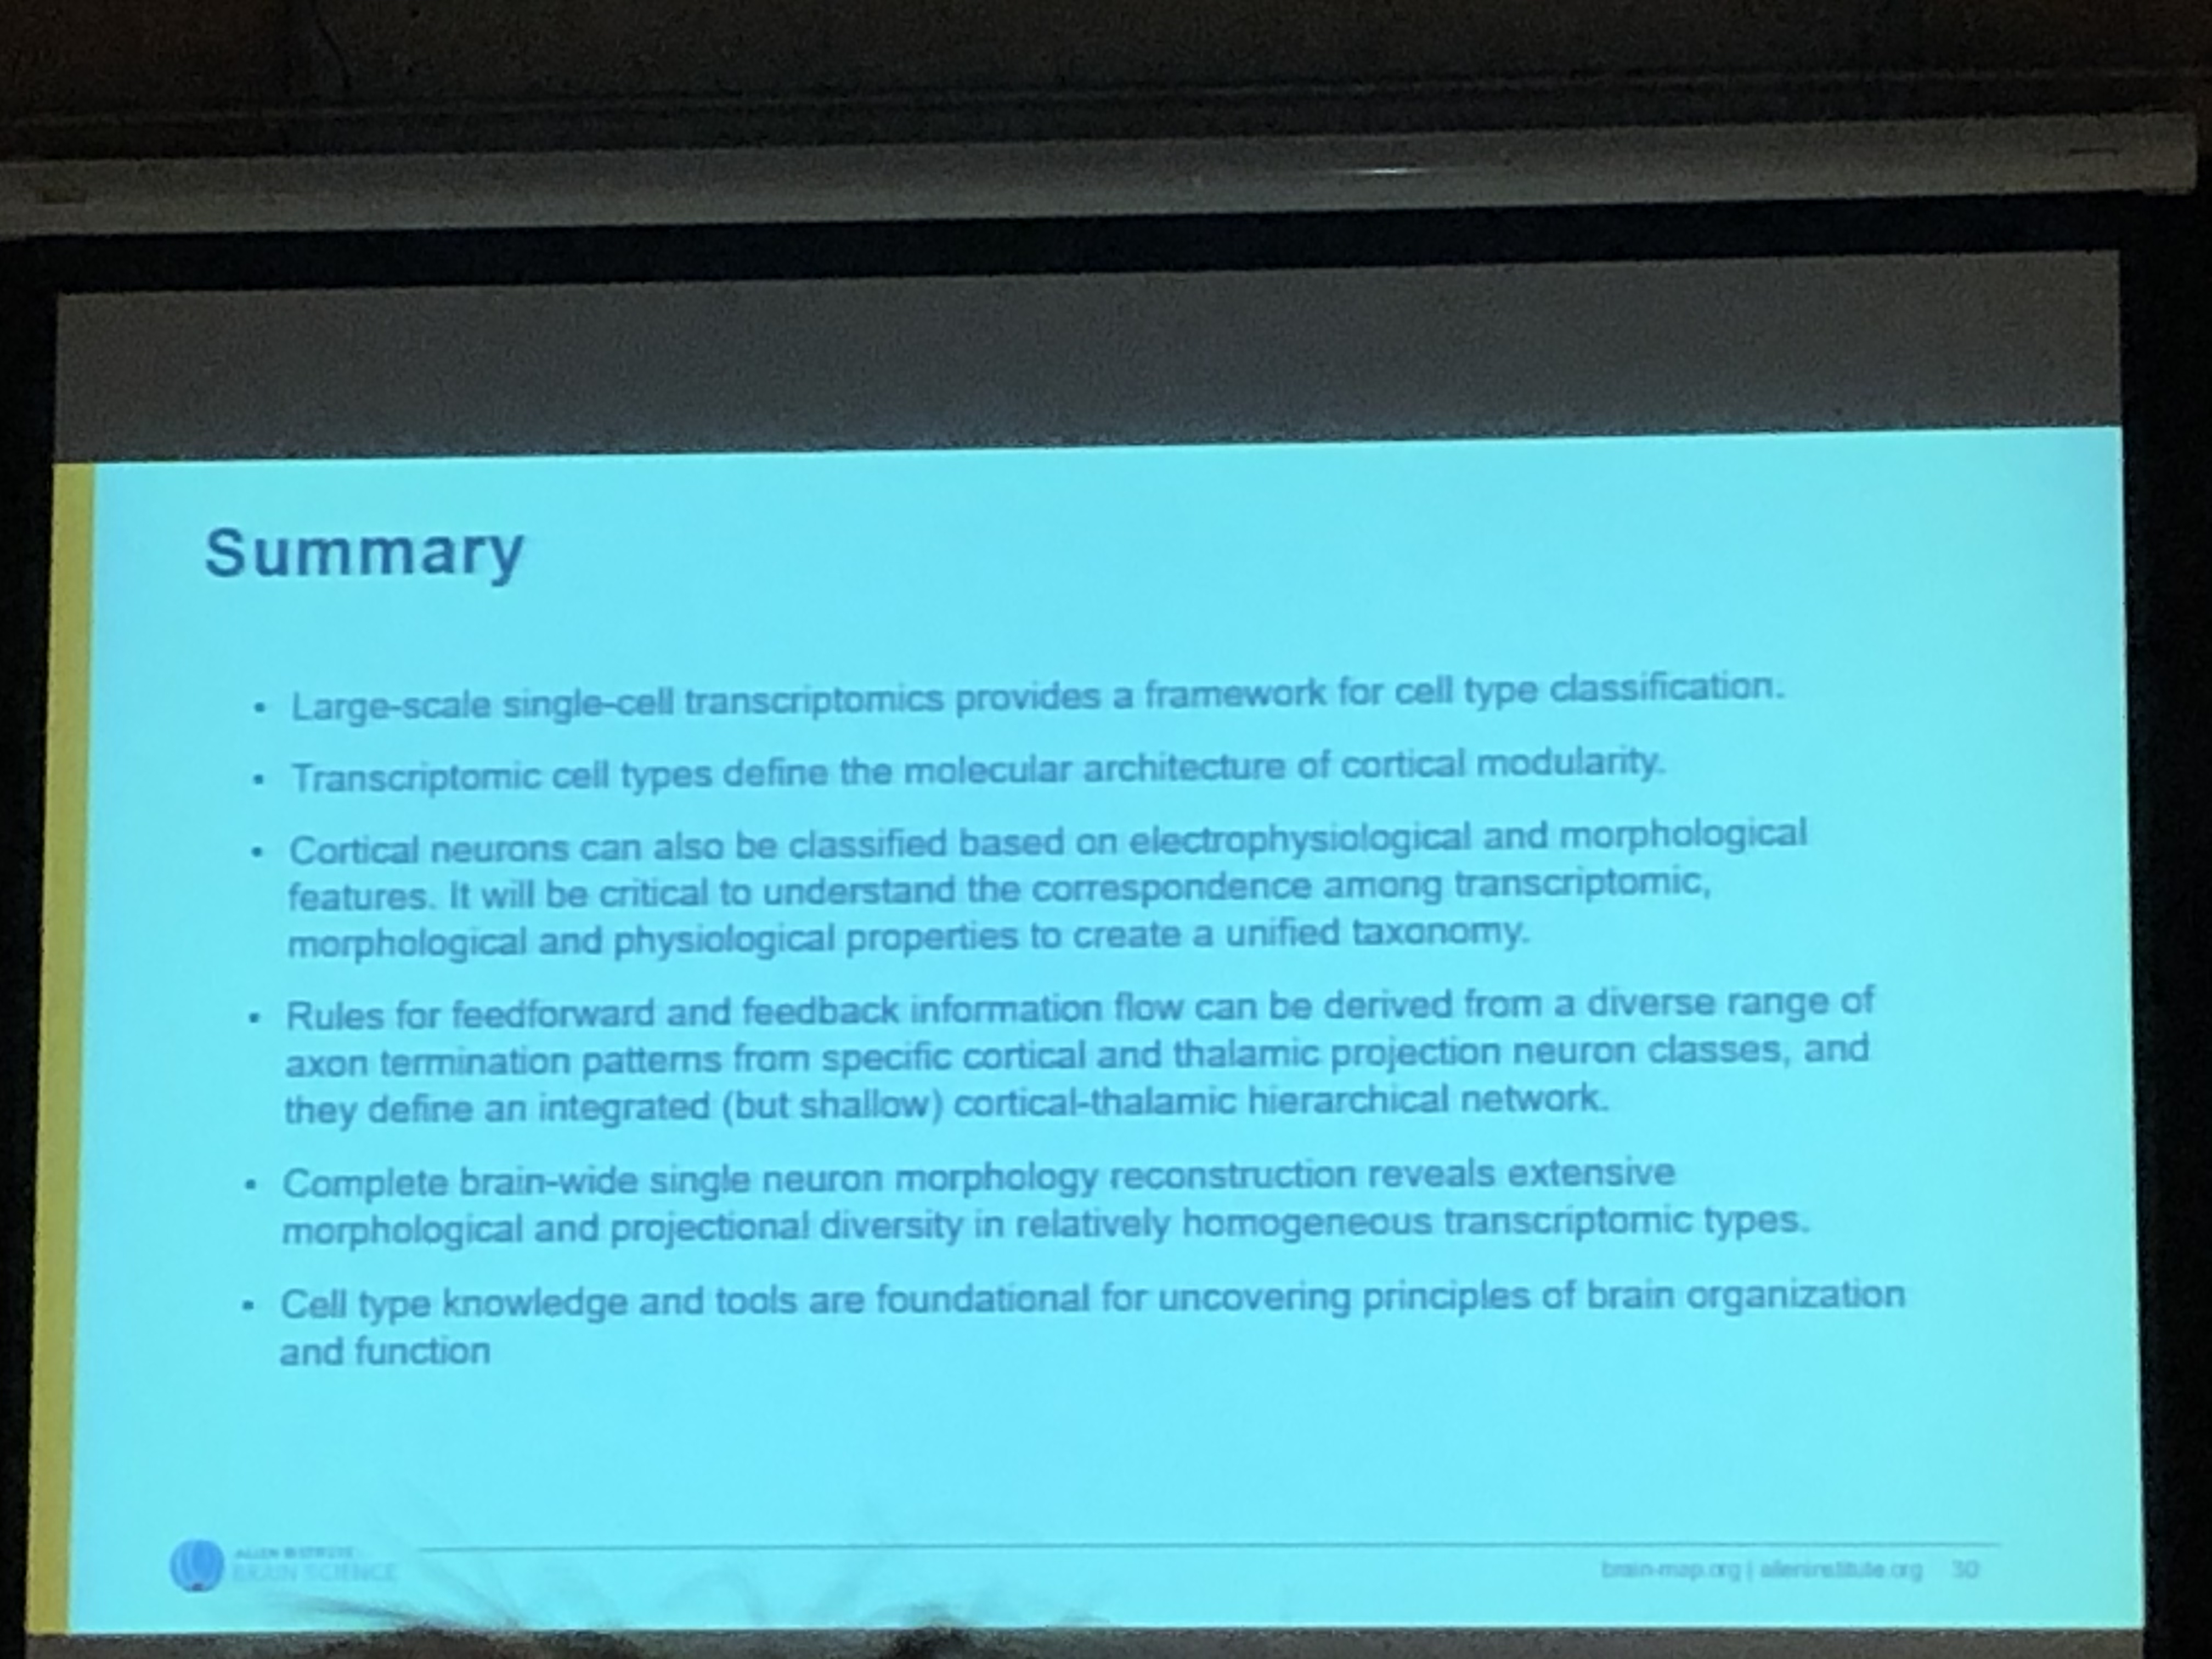 Summary
• Large-scale single-cell transcriptomics provides a framework for cell type classification.
• Transcriptomic cell types define the molecular architecture of cortical modularity.
• Cortical neurons can also be classified based on electrophysiological and morphological
features. It will be critical to understand the correspondence among transcriptomic,
morphological and physiological properties to create a unified taxonomy.
• Rules for feedforward and feedback information flow can be derived from a diverse range of
axon termination patterns from specific cortical and thalamic projection neuron classes, and
they define an integrated (but shallow) cortical-thalamic hierarchical network.
• Complete brain-wide single neuron morphology reconstruction reveals extensive
morphological and projectional diversity in relatively homogeneous transcriptomic types.
• Cell type knowledge and tools are foundational for uncovering principles of brain organization
and function
ALLEN INSTITUTE
BRAIN SCIENCE
brain-map.org | alleninstitute.org 30